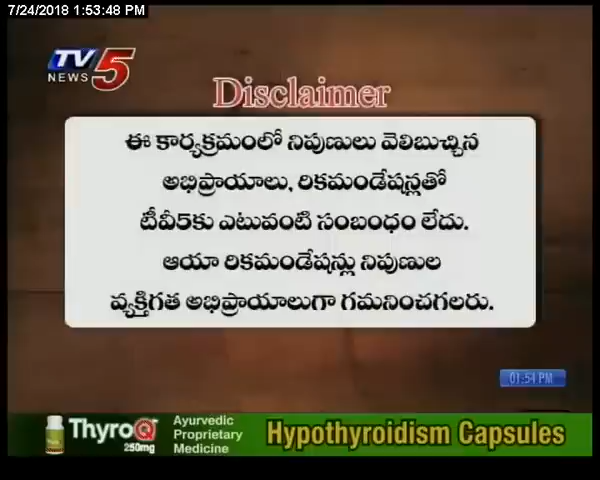 7/24/2018 1:53:48 PM
TV5
NEWS
Disclaimer
ఈ కార్యక్రమంలో నిపుణులు వెలిబుచ్చిన
అభిప్రాయాలు, రికమండేషన్లతో
టీవీ5కు ఎటువంటి సంబంధం లేదు.
ఆయా రికమండేషన్లు నిపుణుల
వ్యక్తిగత అభిప్రాయాలుగా గమనించగలరు.
01:54 PM
ThyroQ
250mg
Ayurvedic
Proprietary
Medicine
Hypothyroidism Capsules